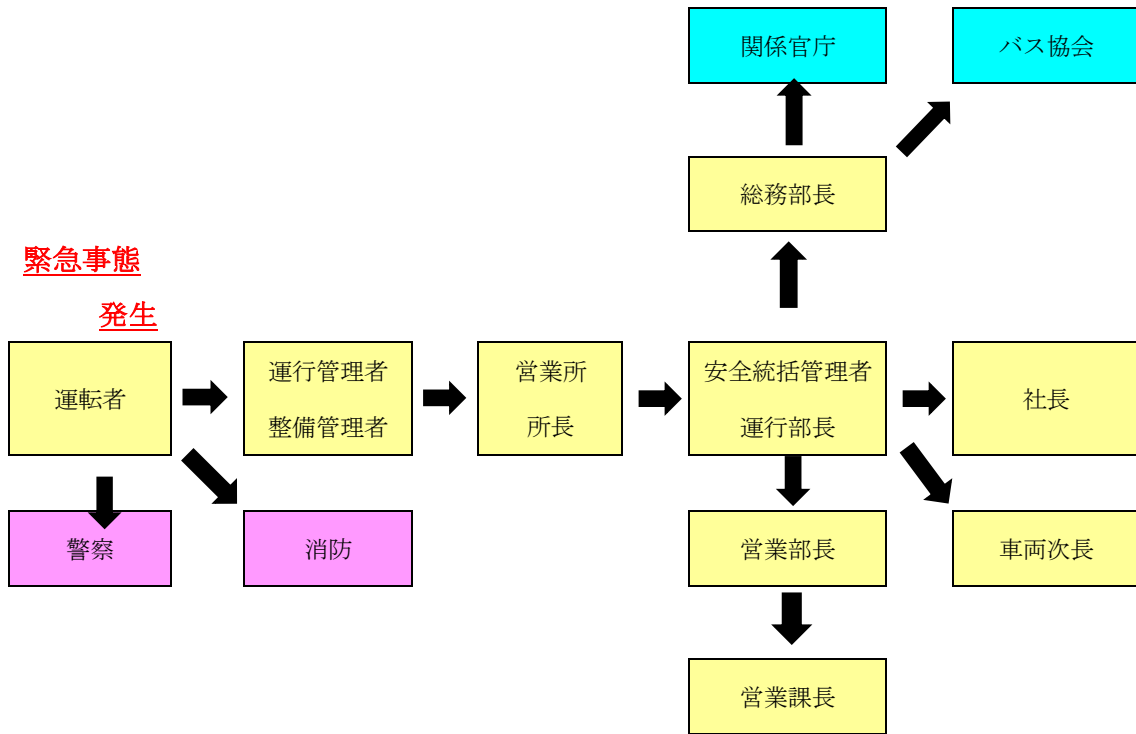 関係官庁
バス協会
総務部長
緊急事態
発生
運転者
運行管理者
整備管理者
営業所
所長
安全統括管理者
運行部長
社長
警察
消防
営業部長
車両次長
営業課長